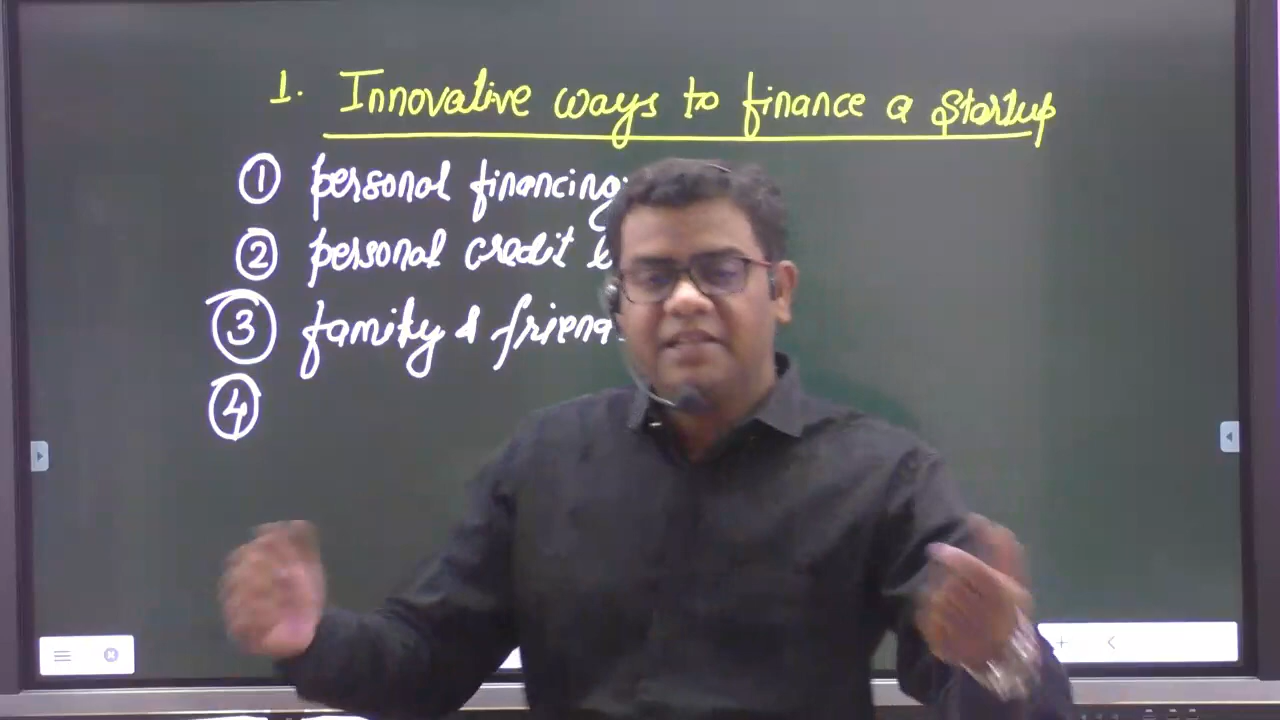 1. Innovative ways to finance a Startup
① personal financing
② personal credit
③ family & friend
④